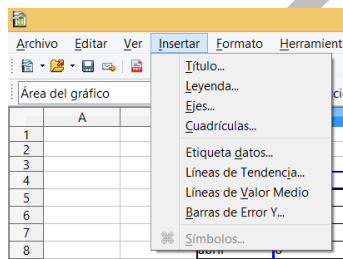 Archivo Editar Ver Insertar Formato
Área del gráfico
Título...
Leyenda...
Ejes...
Cuadrículas...
Etiqueta datos...
Líneas de Tendencia...
Líneas de Valor Medio
Barras de Error Y...
Símbolos...
A
1
2
3
4
5
6
7
8